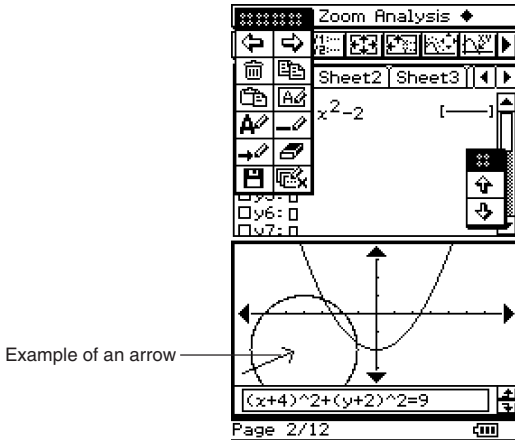 Zoom Analysis ◆
Sheet2 Sheet3
x^2-2 [—]
y6:
y7:
Example of an arrow
(x+4)^2+(y+2)^2=9
Page 2/12